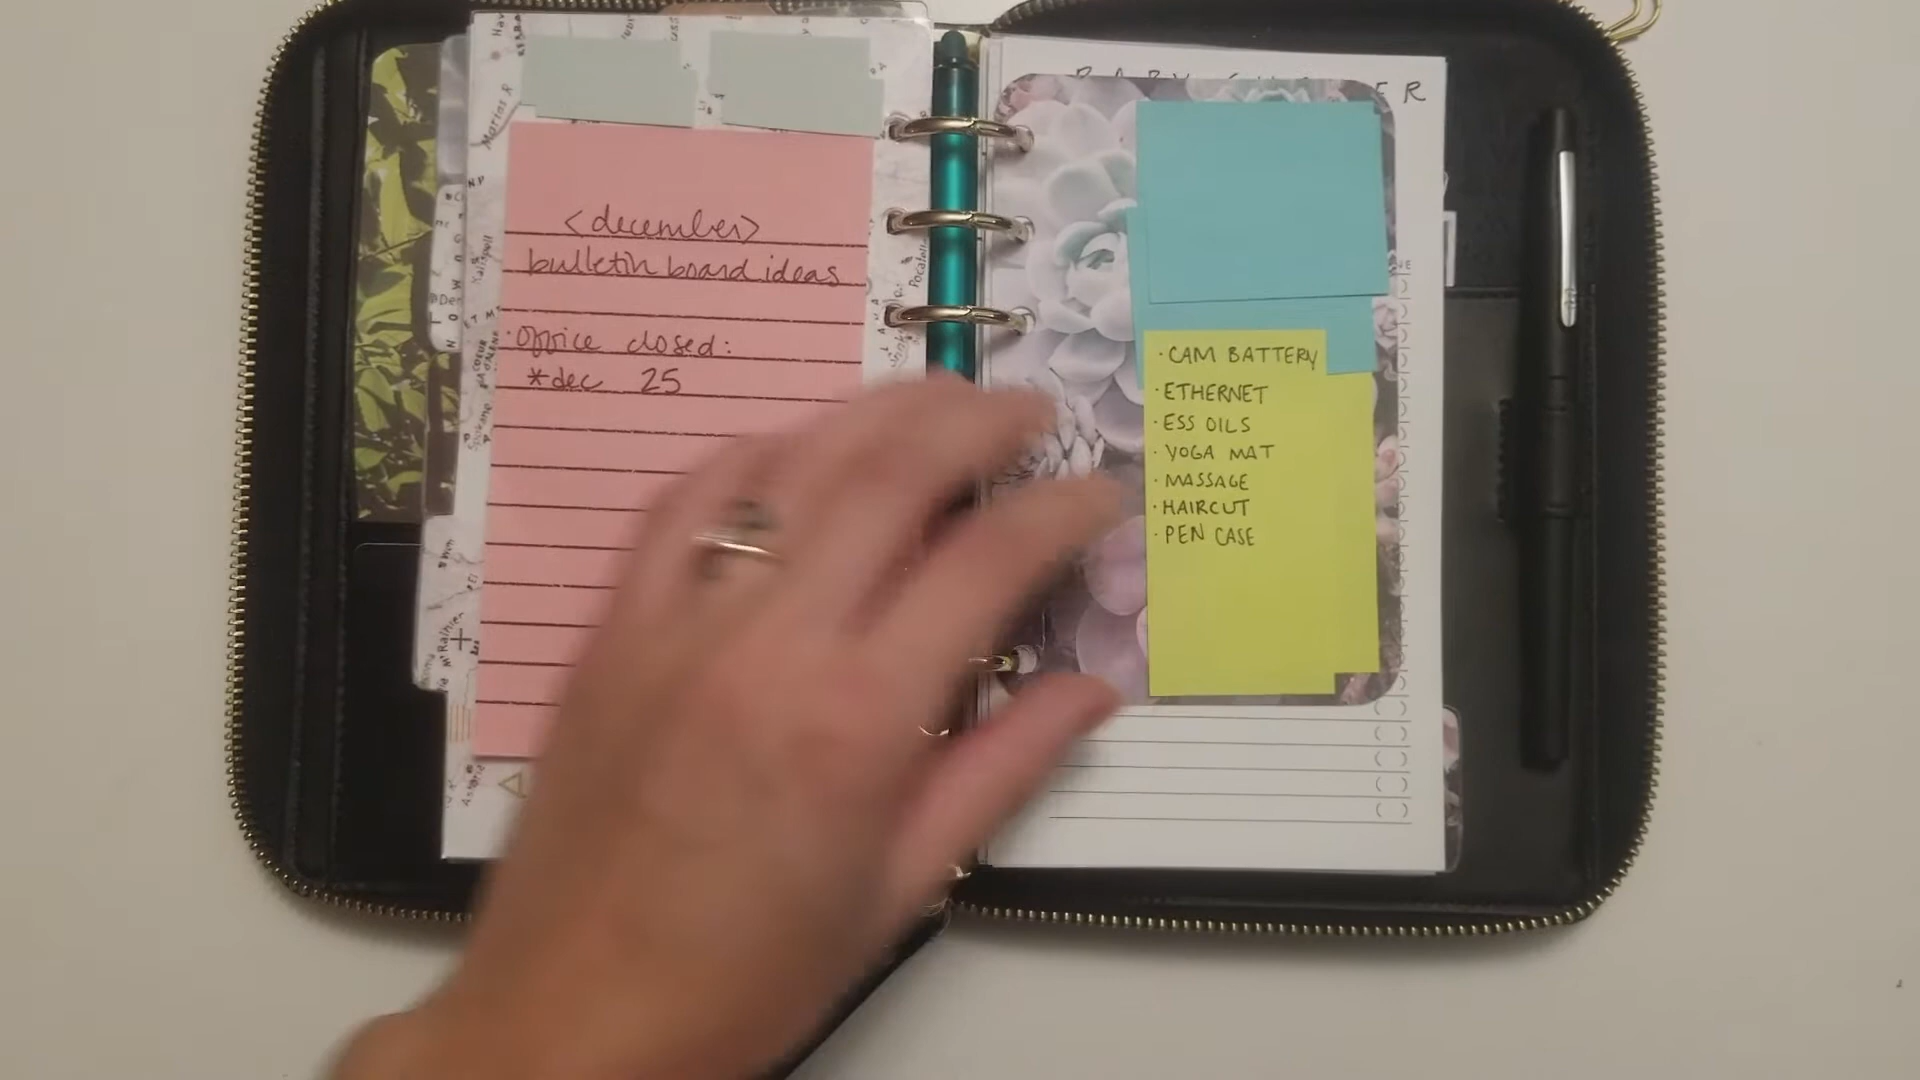 <december>
bulletin board ideas
· office closed:
*dec 25
· CAM BATTERY
· ETHERNET
· ESS OILS
· YOGA MAT
· MASSAGE
· HAIRCUT
· PEN CASE